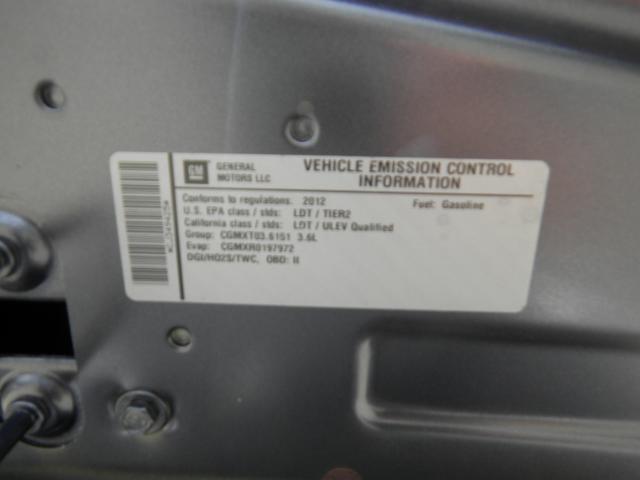 GM
GENERAL MOTORS LLC
VEHICLE EMISSION CONTROL INFORMATION
Conforms to regulations: 2012
Fuel: Gasoline
U.S. EPA class / stds: LDT / TIER2
California class / stds: LDT / ULEV Qualified
Group: CGMXT03.6151 3.6L
Evap: CGMXR0197972
DGI/HO2S/TWC, OBD: II